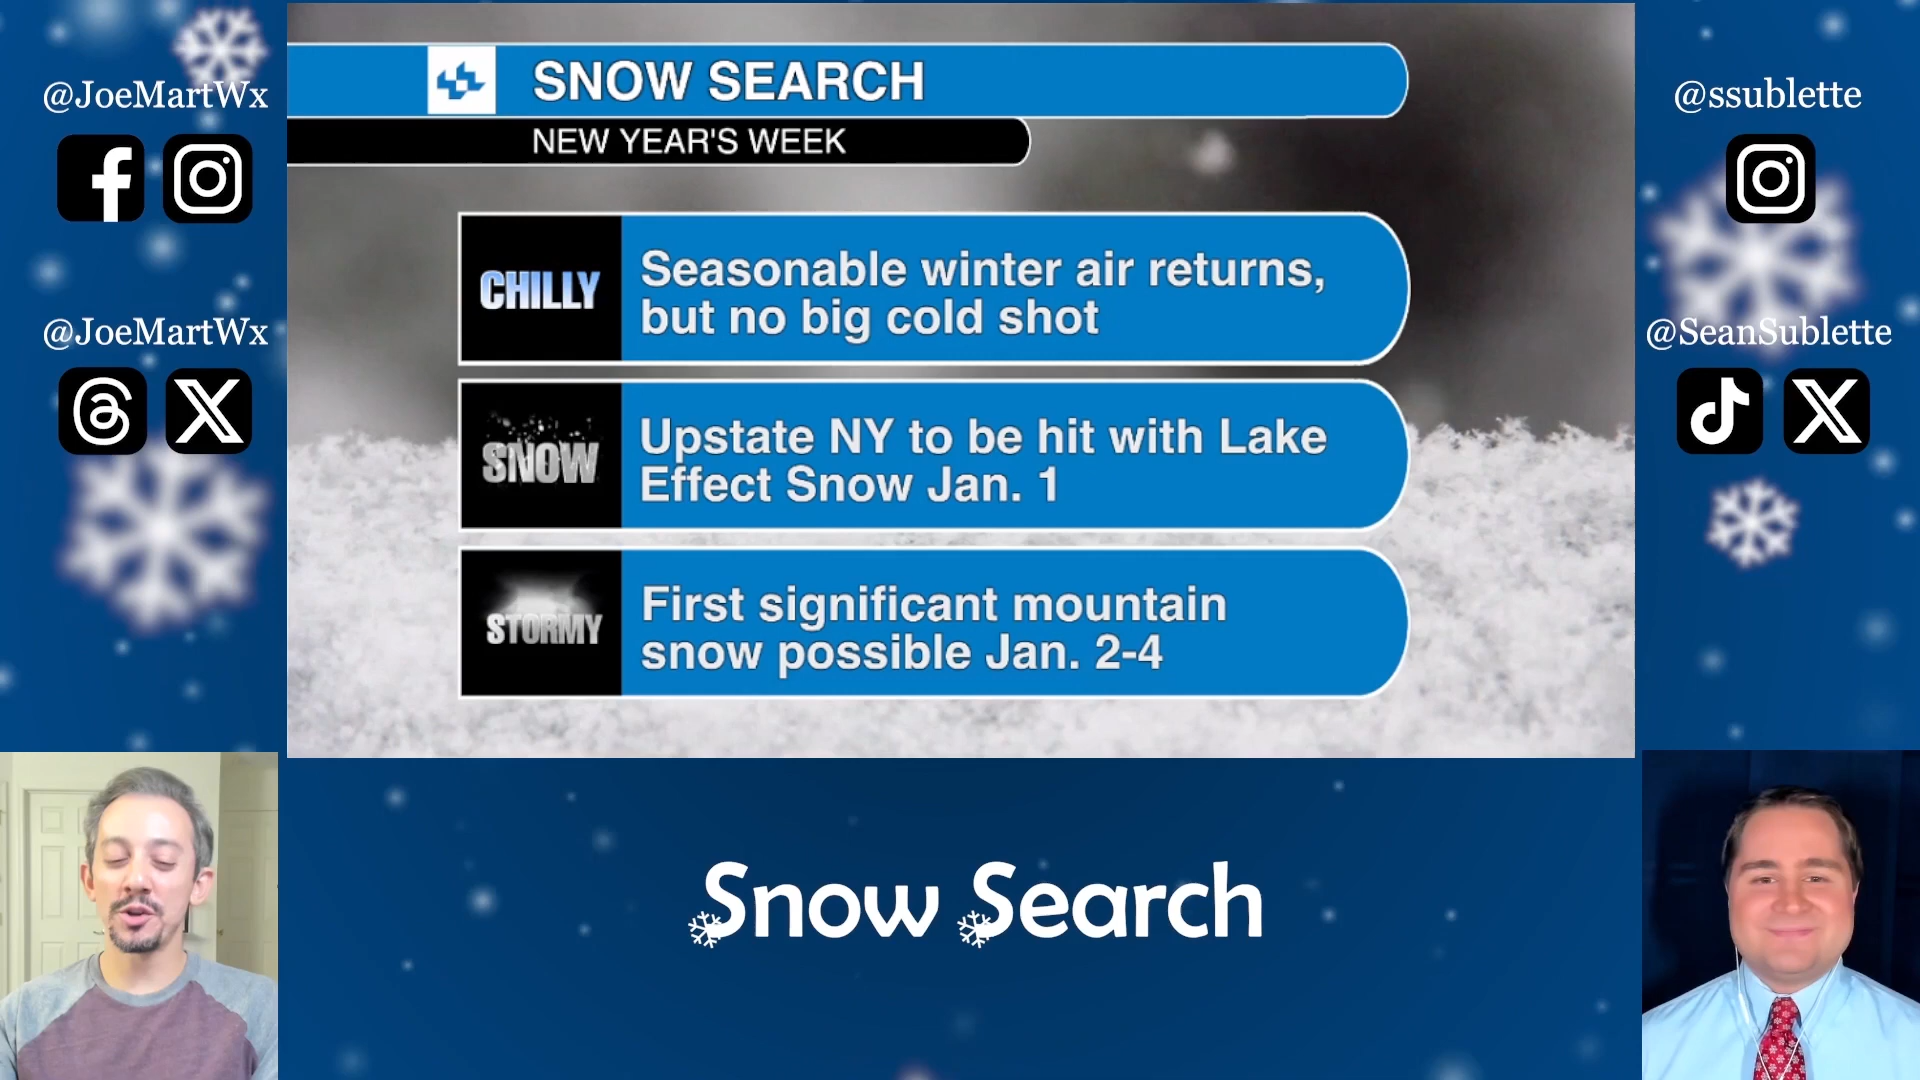 @JoeMartWx
@JoeMartWx
SNOW SEARCH
NEW YEAR'S WEEK
CHILLY
Seasonable winter air returns,
but no big cold shot
SNOW
Upstate NY to be hit with Lake
Effect Snow Jan. 1
STORMY
First significant mountain
snow possible Jan. 2-4
@ssublette
@SeanSublette
Snow Search